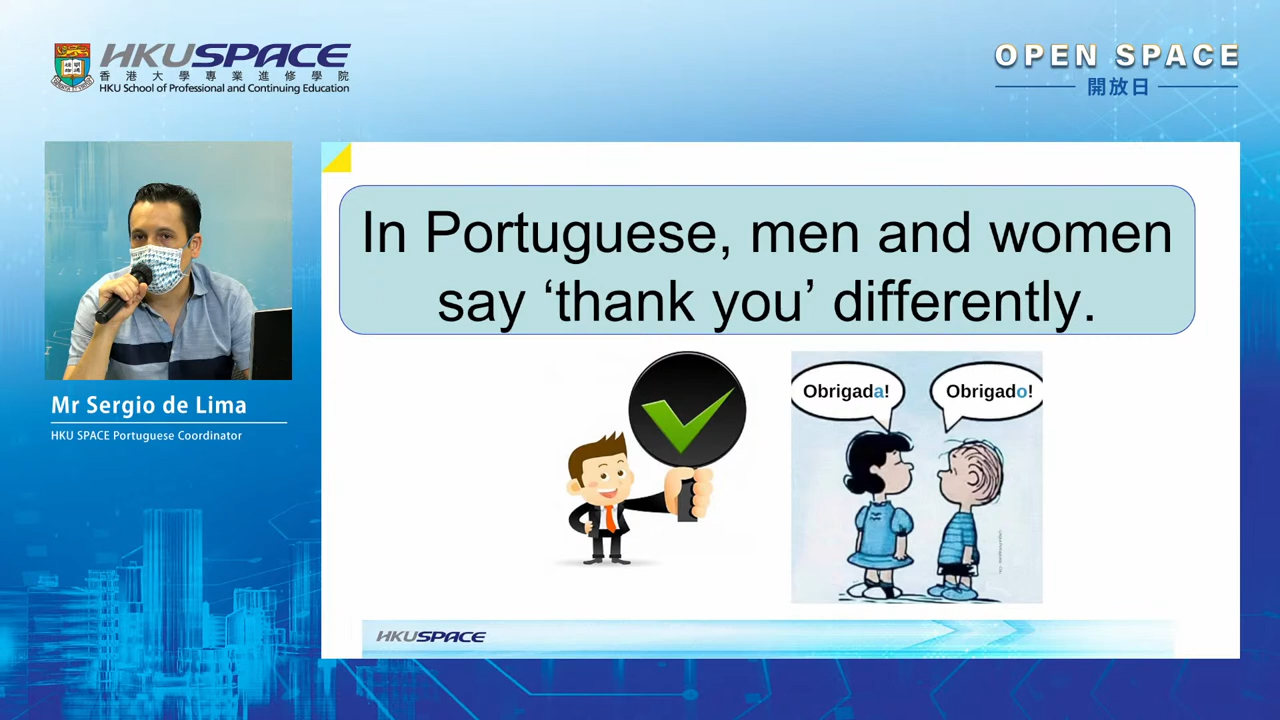 HKUSPACE
香港大學專業進修學院
HKU School of Professional and Continuing Education
OPEN SPACE
開放日
In Portuguese, men and women
say ‘thank you’ differently.
Obrigada!
Obrigado!
Mr Sergio de Lima
HKU SPACE Portuguese Coordinator
HKUSPACE